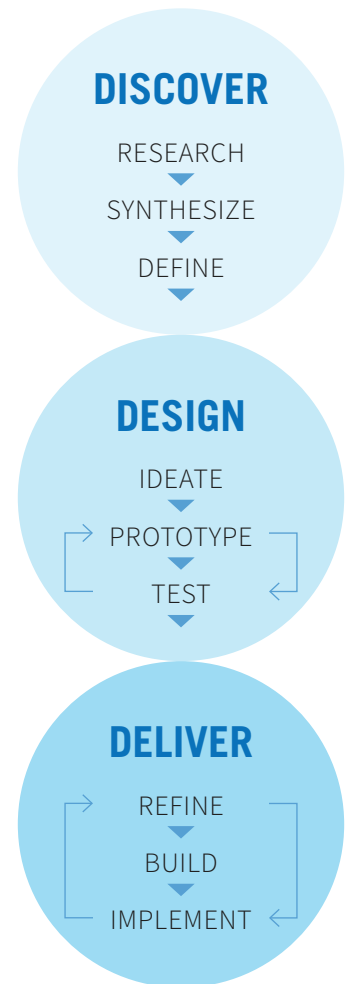 DISCOVER
RESEARCH
SYNTHESIZE
DEFINE
DESIGN
IDEATE
PROTOTYPE
TEST
DELIVER
REFINE
BUILD
IMPLEMENT